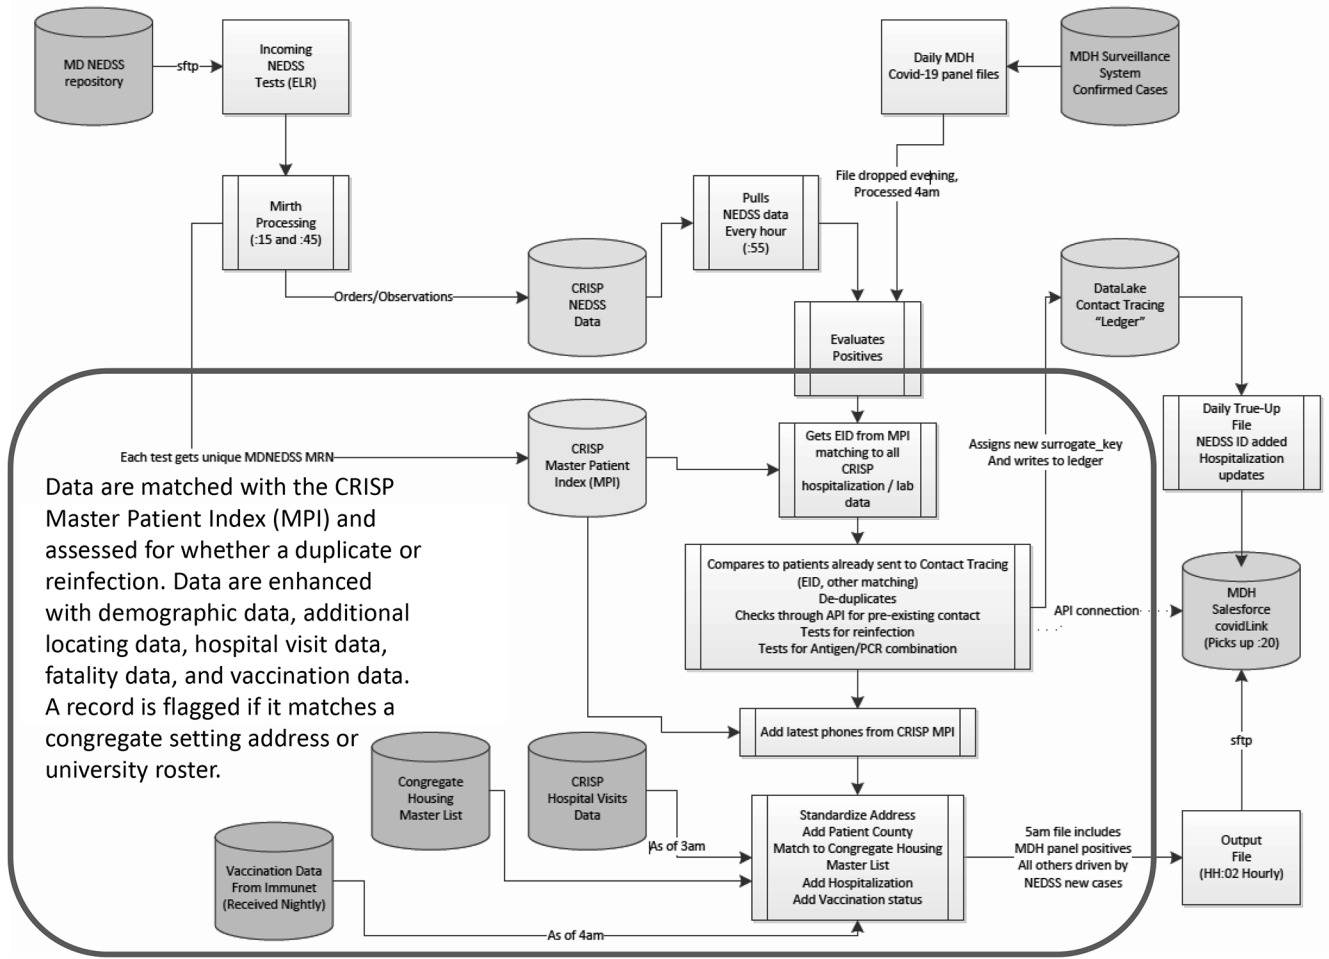 MD NEDSS
repository
sftp
Incoming
NEDSS
Tests (ELR)
Daily MDH
Covid-19 panel files
MDH Surveillance
System
Confirmed Cases
Mirth
Processing
(:15 and :45)
Pulls
NEDSS data
Every hour
(:55)
File dropped evening,
Processed 4am
Orders/Observations
CRISP
NEDSS
Data
DataLake
Contact Tracing
“Ledger”
Evaluates
Positives
Each test gets unique MDNEDSS MRN
CRISP
Master Patient
Index (MPI)
Gets EID from MPI
matching to all
CRISP
hospitalization / lab
data
Assigns new surrogate_key
And writes to ledger
Daily True-Up
File
NEDSS ID added
Hospitalization
updates
Data are matched with the CRISP
Master Patient Index (MPI) and
assessed for whether a duplicate or
reinfection. Data are enhanced
with demographic data, additional
locating data, hospital visit data,
fatality data, and vaccination data.
A record is flagged if it matches a
congregate setting address or
university roster.
Compares to patients already sent to Contact Tracing
(EID, other matching)
De-duplicates
Checks through API for pre-existing contact
Tests for reinfection
Tests for Antigen/PCR combination
API connection
MDH
Salesforce
covidLink
(Picks up :20)
Add latest phones from CRISP MPI
sftp
Congregate
Housing
Master List
CRISP
Hospital Visits
Data
As of 3am
Standardize Address
Add Patient County
Match to Congregate Housing
Master List
Add Hospitalization
Add Vaccination status
5am file includes
MDH panel positives
All others driven by
NEDSS new cases
Output
File
(HH:02 Hourly)
Vaccination Data
From Immunet
(Received Nightly)
As of 4am